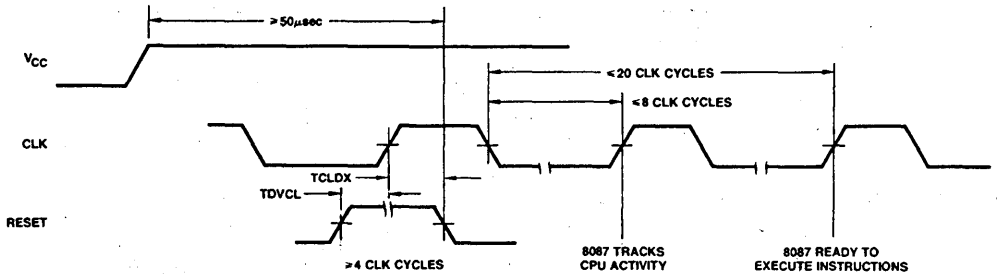 ≥50μsec
VCC
≤20 CLK CYCLES
≤8 CLK CYCLES
CLK
TCLDX
TDVCL
RESET
≥4 CLK CYCLES
8087 TRACKS
CPU ACTIVITY
8087 READY TO
EXECUTE INSTRUCTIONS